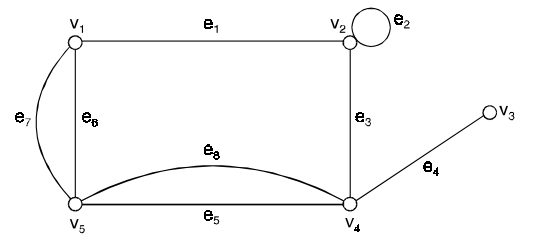 v₁ e₁ v₂ e₂
e₇ e₆ e₃ v₃
e₈ e₄
v₅ e₅ v₄